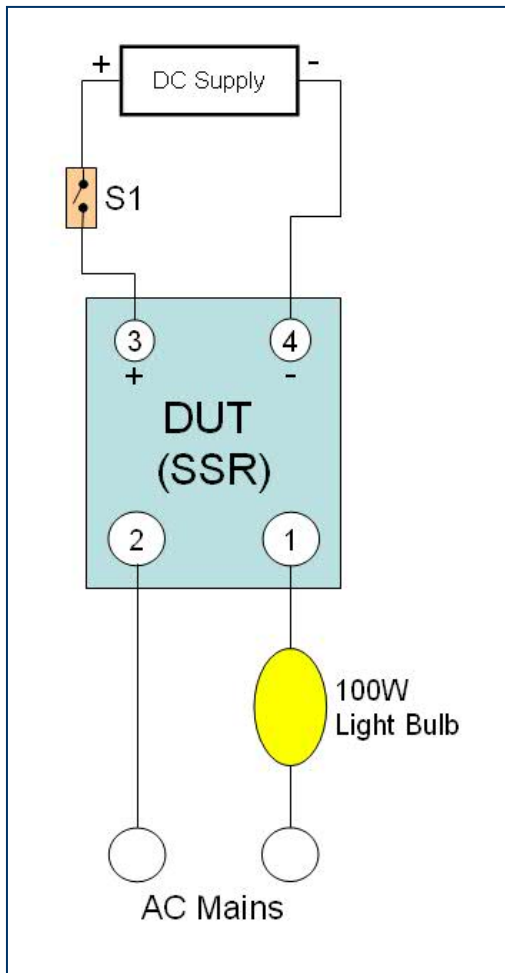 + DC Supply -
S1
3 4
+ -
DUT
(SSR)
2 1
100W
Light Bulb
AC Mains